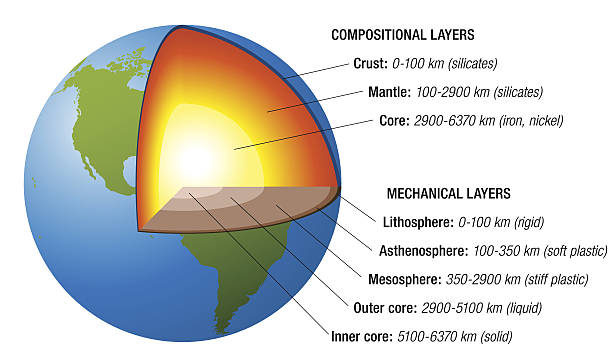 COMPOSITIONAL LAYERS
Crust: 0-100 km (silicates)
Mantle: 100-2900 km (silicates)
Core: 2900-6370 km (iron, nickel)
MECHANICAL LAYERS
Lithosphere: 0-100 km (rigid)
Asthenosphere: 100-350 km (soft plastic)
Mesosphere: 350-2900 km (stiff plastic)
Outer core: 2900-5100 km (liquid)
Inner core: 5100-6370 km (solid)